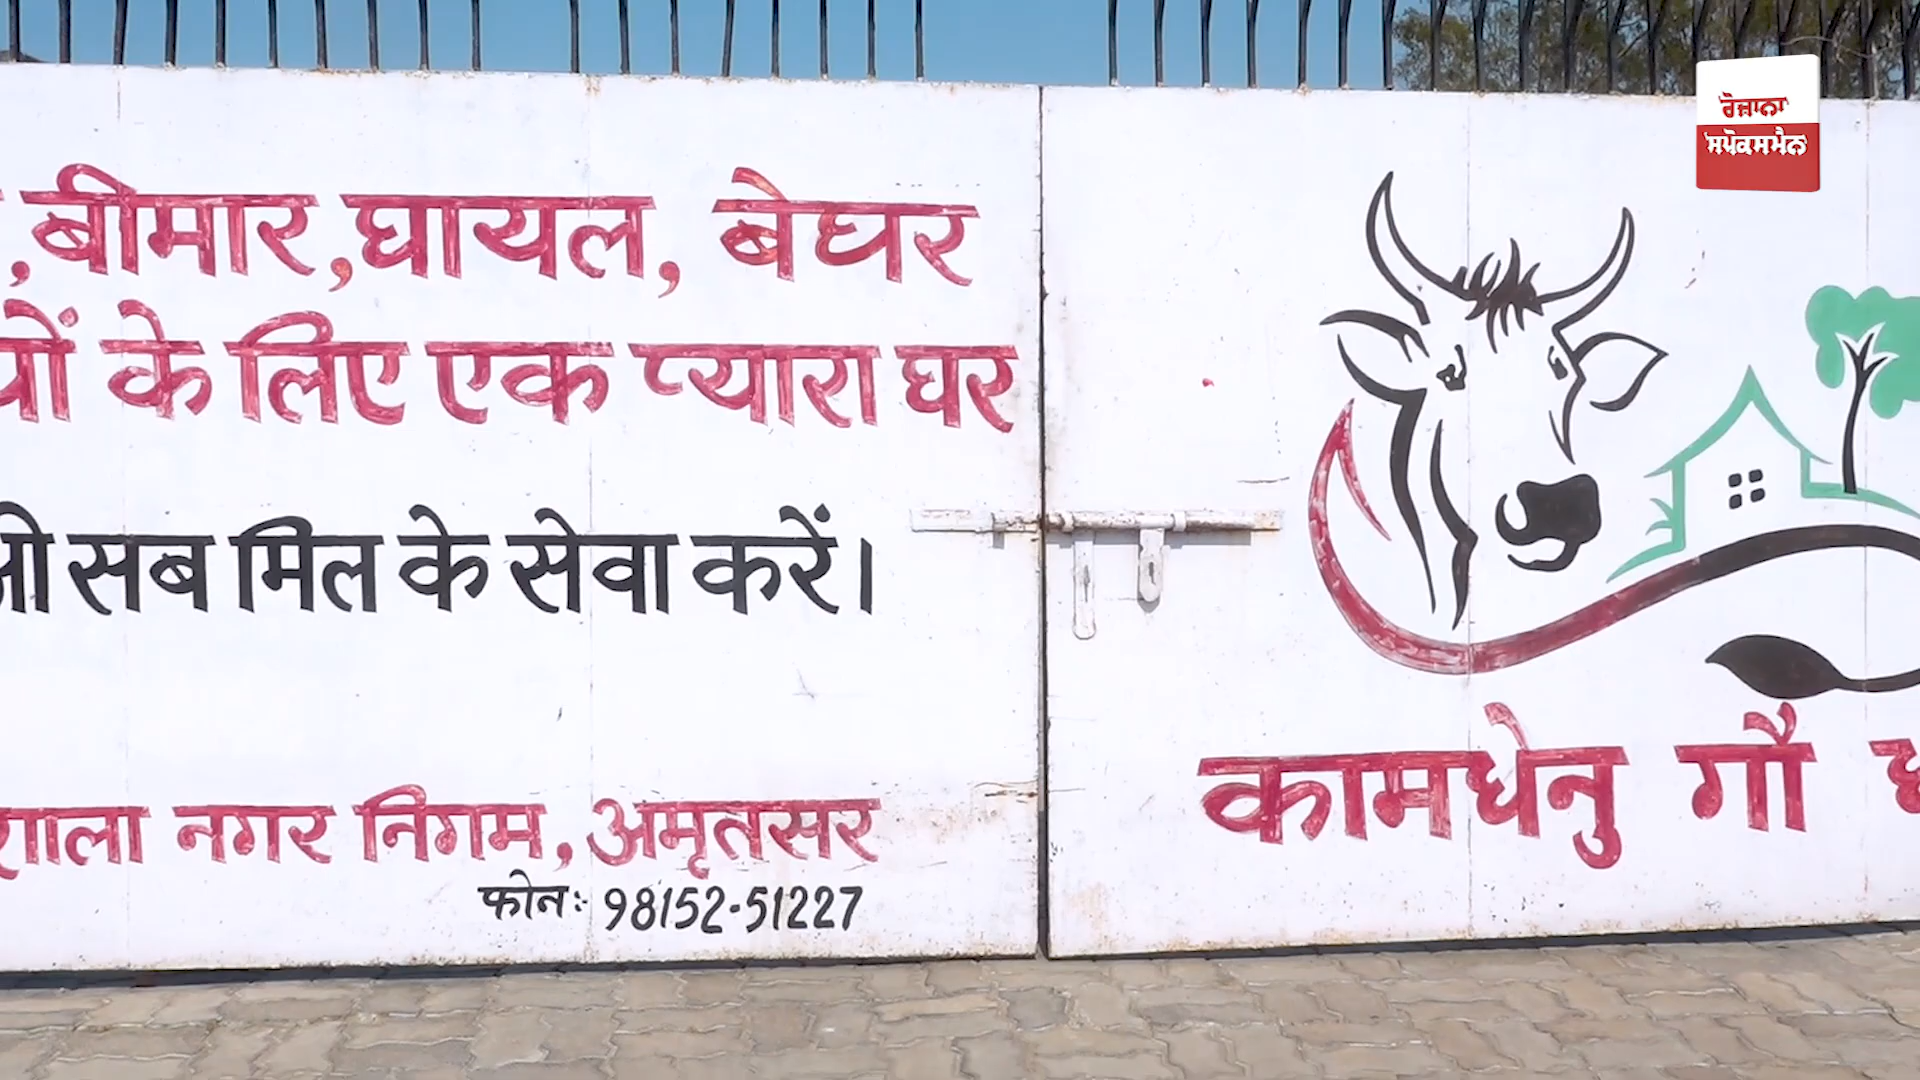 ,बीमार,घायल, बेघर
के लिए एक प्यारा घर
सब मिल के सेवा करें।
नगर निगम,अमृतसर
फोनः 98152-51227
कामधेनु गौ
ਰੋਜ਼ਾਨਾ
ਸਪੋਕਸਮੈਨ